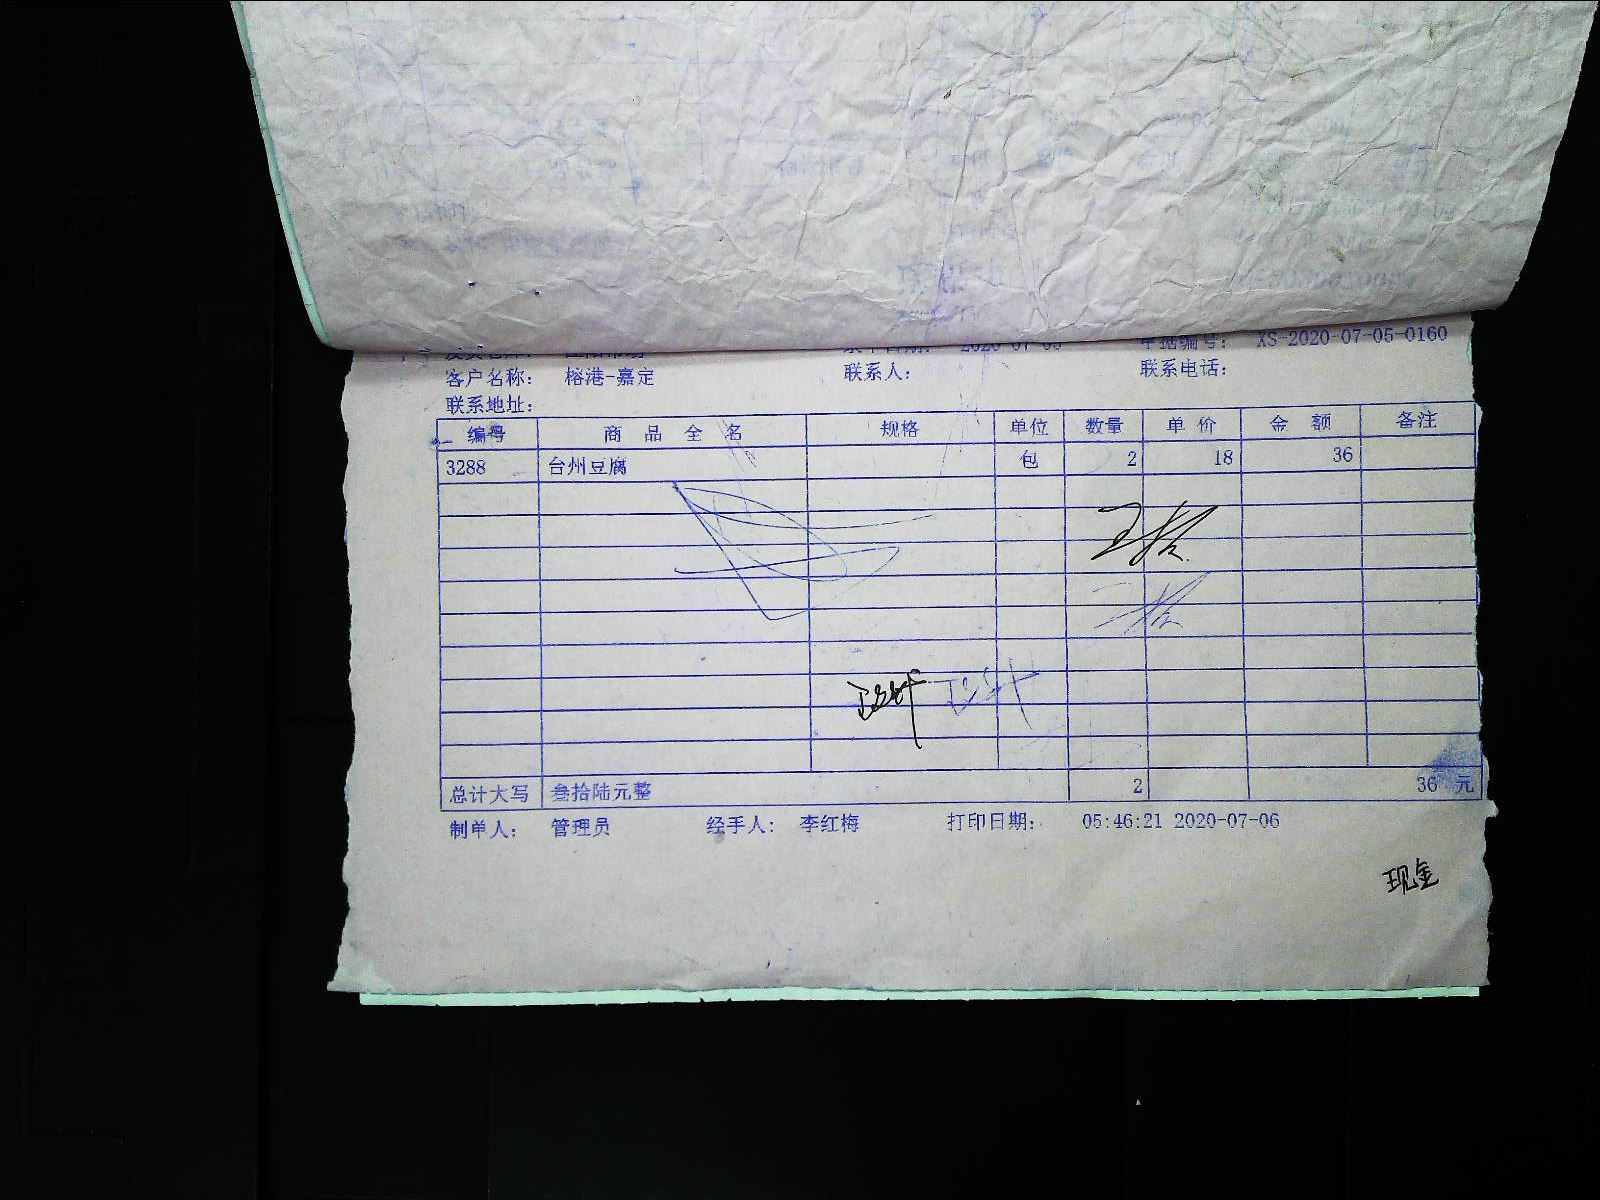 2020-07-05 单据编号： XS-2020-07-05-0160
客户名称： 榕港-嘉定 联系人： 联系电话：
联系地址：
编号 商 品 全 名 规格 单位 数量 单 价 金 额 备注
3288 台州豆腐 包 2 18 36
总计大写 叁拾陆元整 2 36 元
制单人： 管理员 经手人： 李红梅 打印日期： 05:46:21 2020-07-06
现金